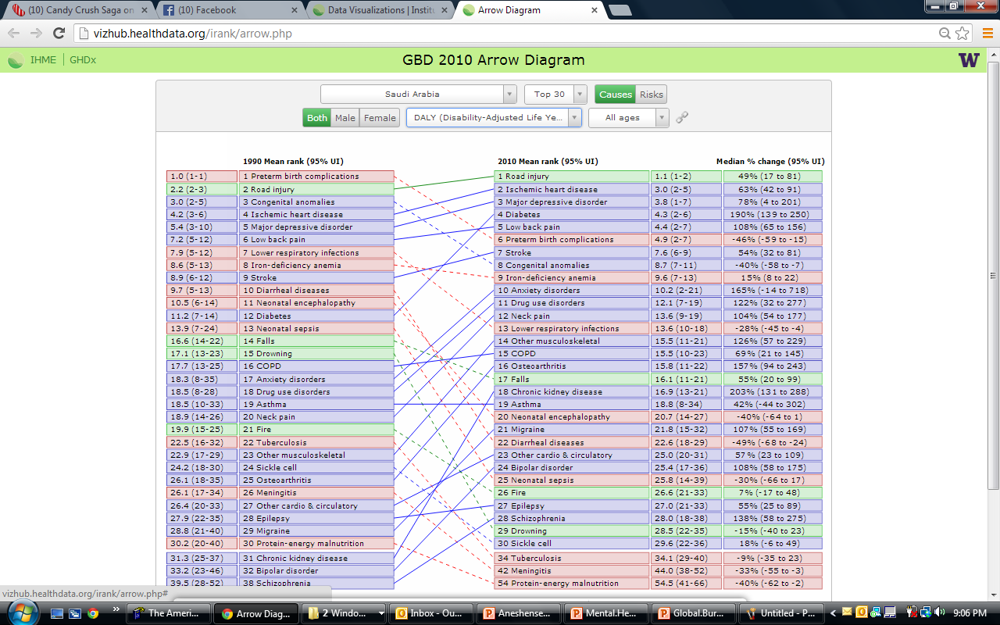 (10) Candy Crush Saga on
(10) Facebook
Data Visualizations | Instit
Arrow Diagram
vizhub.healthdata.org/irank/arrow.php
IHME | GHDx
GBD 2010 Arrow Diagram
W
Saudi Arabia
Top 30
Causes Risks
Both Male Female
DALY (Disability-Adjusted Life Ye...
All ages
1990 Mean rank (95% UI) 2010 Mean rank (95% UI) Median % change (95% UI)
1.0 (1-1) 1 Preterm birth complications 1 Road injury 1.1 (1-2) 49% (17 to 81)
2.2 (2-3) 2 Road injury 2 Ischemic heart disease 3.0 (2-5) 63% (42 to 91)
3.0 (2-5) 3 Congenital anomalies 3 Major depressive disorder 3.8 (1-7) 78% (4 to 201)
4.2 (3-6) 4 Ischemic heart disease 4 Diabetes 4.3 (2-6) 190% (139 to 250)
5.4 (3-10) 5 Major depressive disorder 5 Low back pain 4.4 (2-7) 108% (65 to 156)
7.2 (5-12) 6 Low back pain 6 Preterm birth complications 4.9 (2-7) -46% (-59 to -15)
7.9 (5-12) 7 Lower respiratory infections 7 Stroke 7.6 (6-9) 54% (32 to 81)
8.6 (5-13) 8 Iron-deficiency anemia 8 Congenital anomalies 8.7 (7-11) -40% (-58 to -7)
8.9 (6-12) 9 Stroke 9 Iron-deficiency anemia 9.6 (7-13) 15% (8 to 22)
9.7 (5-13) 10 Diarrheal diseases 10 Anxiety disorders 10.2 (2-21) 165% (-14 to 718)
10.5 (6-14) 11 Neonatal encephalopathy 11 Drug use disorders 12.1 (7-19) 122% (32 to 277)
11.2 (7-14) 12 Diabetes 12 Neck pain 13.6 (9-19) 104% (54 to 177)
13.9 (7-24) 13 Neonatal sepsis 13 Lower respiratory infections 13.6 (10-18) -28% (-45 to -4)
16.6 (14-22) 14 Falls 14 Other musculoskeletal 15.5 (11-21) 126% (57 to 229)
17.1 (13-23) 15 Drowning 15 COPD 15.5 (10-23) 69% (21 to 145)
17.7 (13-25) 16 COPD 16 Osteoarthritis 15.8 (11-22) 157% (94 to 243)
18.3 (8-35) 17 Anxiety disorders 17 Falls 16.1 (11-21) 55% (20 to 99)
18.5 (8-28) 18 Drug use disorders 18 Chronic kidney disease 16.9 (13-21) 203% (131 to 288)
18.5 (10-33) 19 Asthma 19 Asthma 18.8 (8-34) 42% (-44 to 302)
18.9 (14-26) 20 Neck pain 20 Neonatal encephalopathy 20.7 (14-27) -40% (-64 to 1)
19.9 (15-25) 21 Fire 21 Migraine 21.8 (15-32) 107% (55 to 169)
22.5 (16-32) 22 Tuberculosis 22 Diarrheal diseases 22.6 (18-29) -49% (-68 to -24)
22.9 (17-29) 23 Other musculoskeletal 23 Other cardio & circulatory 25.0 (20-31) 57% (23 to 109)
24.2 (18-30) 24 Sickle cell 24 Bipolar disorder 25.4 (17-36) 108% (58 to 175)
26.1 (18-35) 25 Osteoarthritis 25 Neonatal sepsis 25.8 (14-39) -30% (-66 to 17)
26.1 (17-34) 26 Meningitis 26 Fire 26.6 (21-33) 7% (-17 to 48)
26.4 (20-33) 27 Other cardio & circulatory 27 Epilepsy 27.0 (21-33) 55% (25 to 89)
27.9 (22-35) 28 Epilepsy 28 Schizophrenia 28.0 (18-38) 138% (58 to 275)
28.8 (21-40) 29 Migraine 29 Drowning 28.5 (22-35) -15% (-40 to 23)
30.2 (20-40) 30 Protein-energy malnutrition 30 Sickle cell 29.6 (22-36) 18% (-6 to 49)
31.3 (25-37) 31 Chronic kidney disease 34 Tuberculosis 34.1 (29-40) -9% (-35 to 23)
33.2 (23-46) 32 Bipolar disorder 42 Meningitis 44.0 (38-52) -33% (-55 to -3)
39.5 (28-52) 38 Schizophrenia 54 Protein-energy malnutrition 54.5 (41-66) -40% (-62 to -2)
vizhub.healthdata.org/irank/arrow.php#
» The Ameri... Arrow Diag... 2 Windo... Inbox - Ou... Aneshense... Mental.He... Global.Bur... Untitled - P... < 9:06 PM